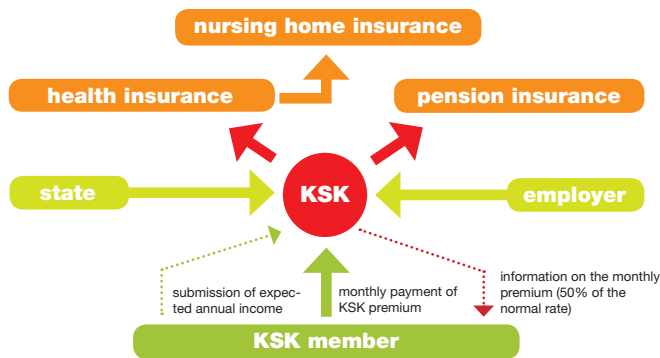 nursing home insurance
health insurance
pension insurance
state
KSK
employer
submission of expec-
ted annual income
monthly payment of
KSK premium
information on the monthly
premium (50% of the
normal rate)
KSK member